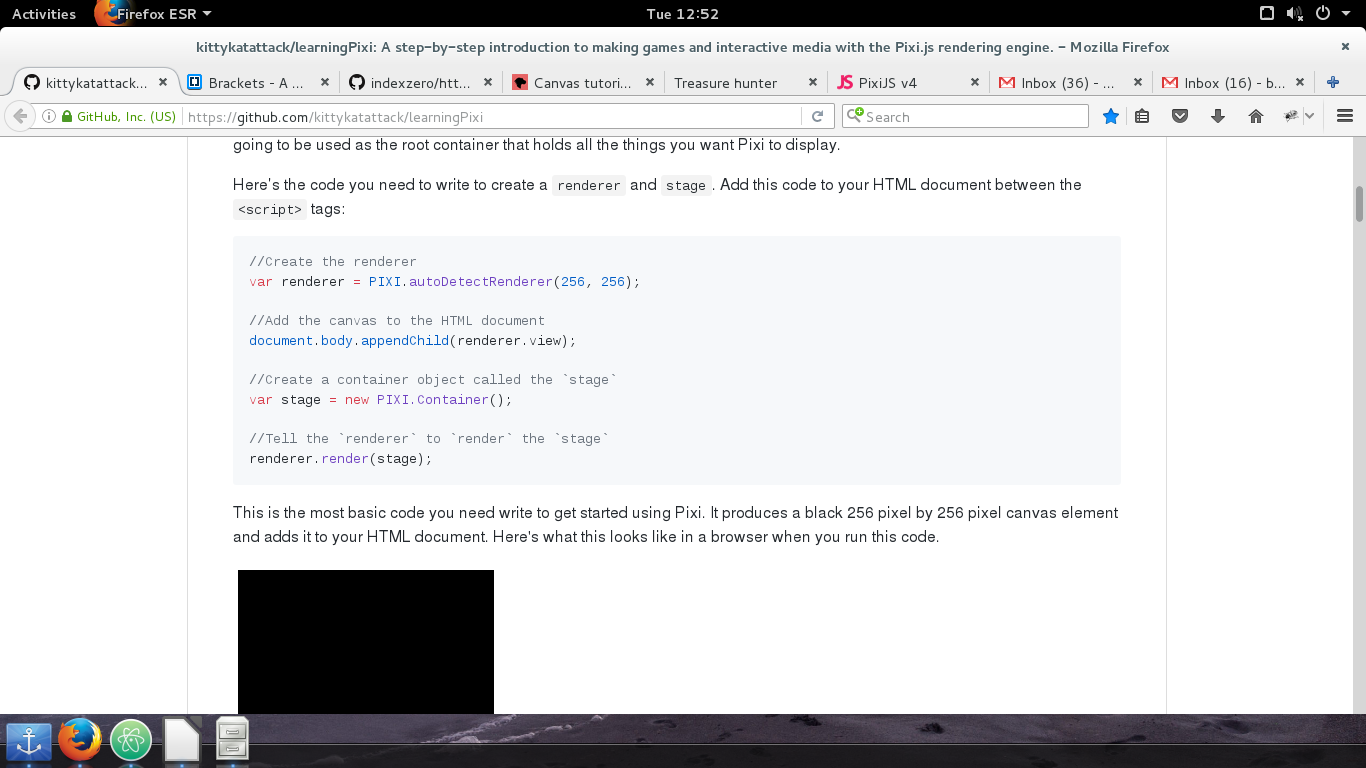 Activities Firefox ESR Tue 12:52
kittykatattack/learningPixi: A step-by-step introduction to making games and interactive media with the Pixi.js rendering engine. - Mozilla Firefox
kittykatattack... Brackets - A ... indexzero/htt... Canvas tutori... Treasure hunter PixiJS v4 Inbox (36) - ... Inbox (16) - b...
GitHub, Inc. (US) https://github.com/kittykatattack/learningPixi Search
going to be used as the root container that holds all the things you want Pixi to display.
Here's the code you need to write to create a renderer and stage. Add this code to your HTML document between the
<script> tags:
//Create the renderer
var renderer = PIXI.autoDetectRenderer(256, 256);
//Add the canvas to the HTML document
document.body.appendChild(renderer.view);
//Create a container object called the `stage`
var stage = new PIXI.Container();
//Tell the `renderer` to `render` the `stage`
renderer.render(stage);
This is the most basic code you need write to get started using Pixi. It produces a black 256 pixel by 256 pixel canvas element
and adds it to your HTML document. Here's what this looks like in a browser when you run this code.